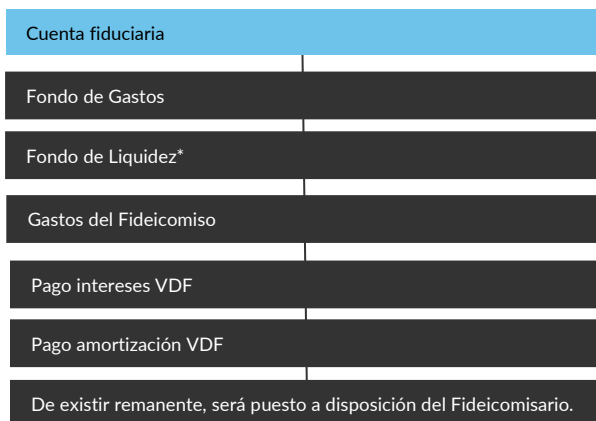 Cuenta fiduciaria
Fondo de Gastos
Fondo de Liquidez*
Gastos del Fideicomiso
Pago intereses VDF
Pago amortización VDF
De existir remanente, será puesto a disposición del Fideicomisario.